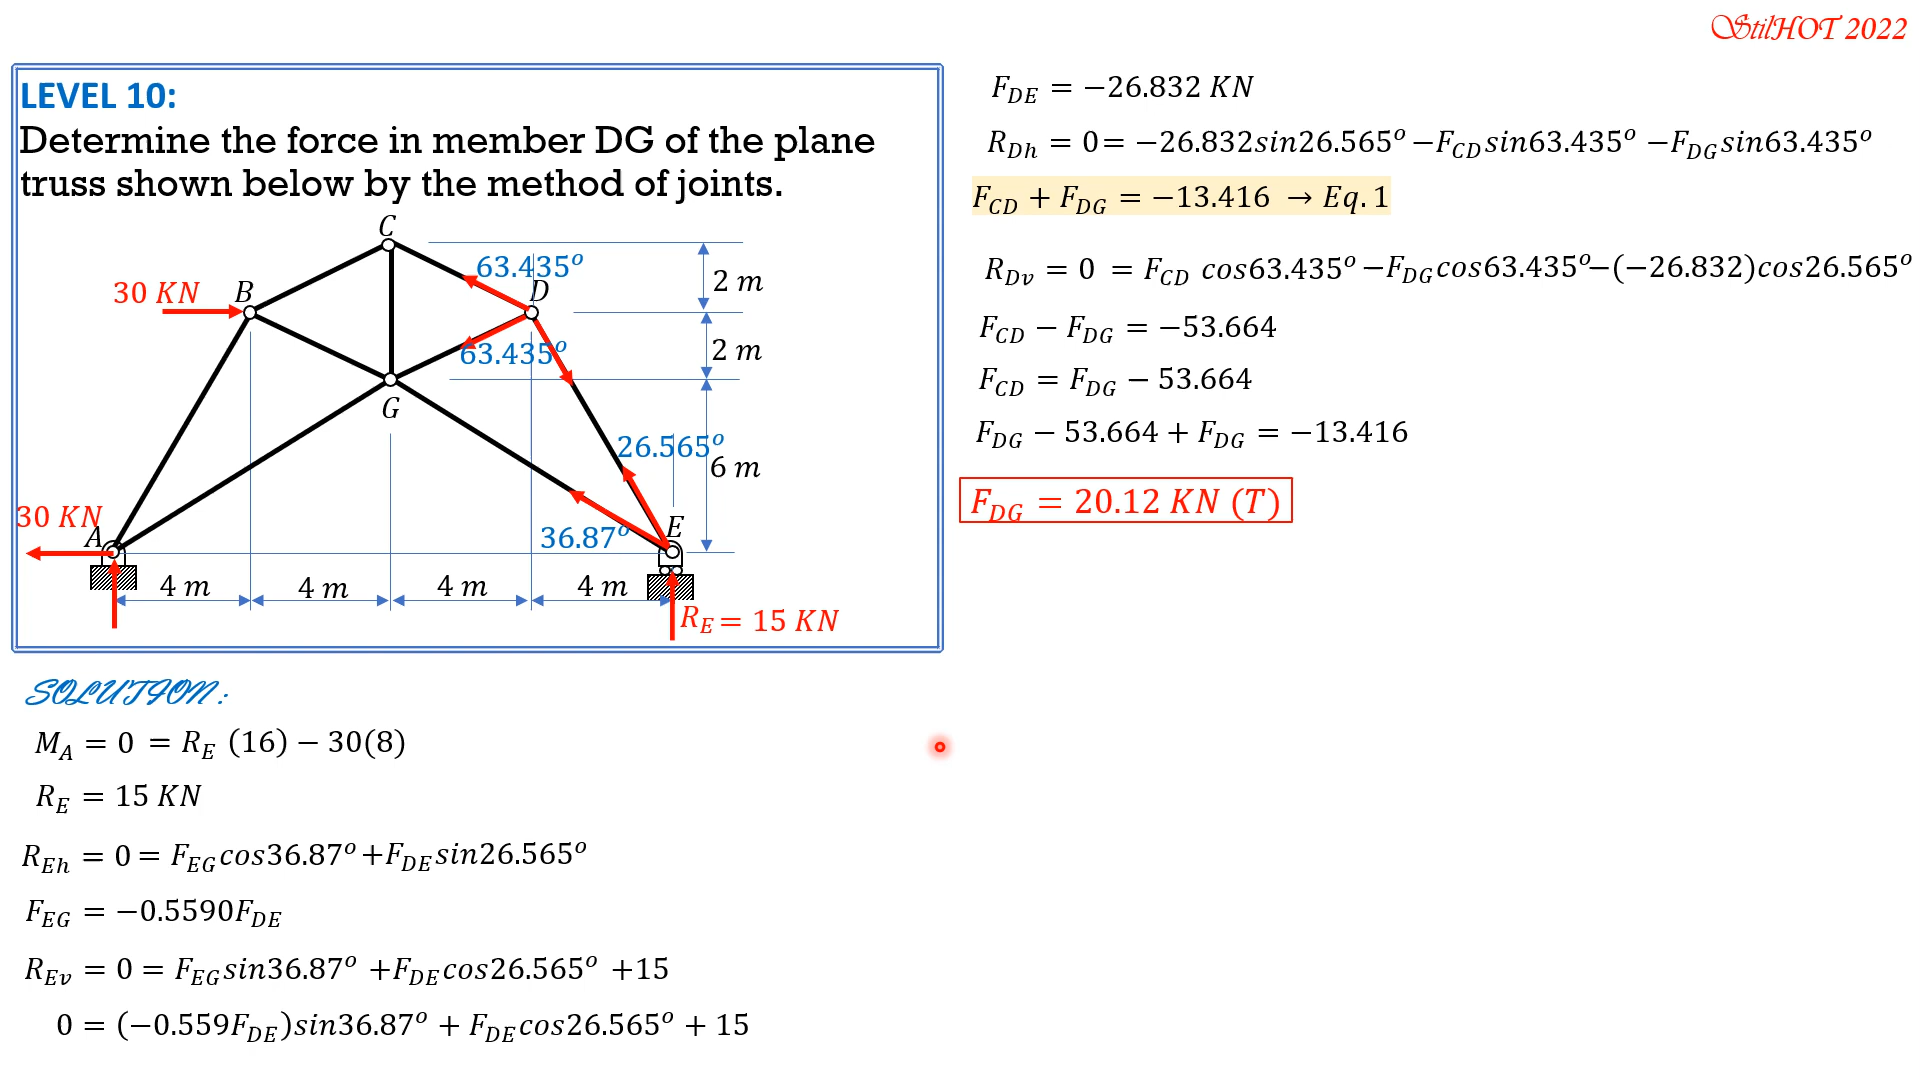 StilHOT 2022
LEVEL 10:
Determine the force in member DG of the plane
truss shown below by the method of joints.
C
63.435°
2 m
30 KN
B
D
63.435°
2 m
G
26.565°
6 m
30 KN
A
36.87°
E
4 m
4 m
4 m
4 m
R_E = 15 KN
SOLUTION:
M_A = 0 = R_E (16) − 30(8)
R_E = 15 KN
R_Eh = 0 = F_EG cos36.87° + F_DE sin26.565°
F_EG = −0.5590F_DE
R_Ev = 0 = F_EG sin36.87° + F_DE cos26.565° + 15
0 = (−0.559F_DE)sin36.87° + F_DE cos26.565° + 15
F_DE = −26.832 KN
R_Dh = 0 = −26.832sin26.565° − F_CD sin63.435° − F_DG sin63.435°
F_CD + F_DG = −13.416 → Eq. 1
R_Dv = 0 = F_CD cos63.435° − F_DG cos63.435° − (−26.832)cos26.565°
F_CD − F_DG = −53.664
F_CD = F_DG − 53.664
F_DG − 53.664 + F_DG = −13.416
F_DG = 20.12 KN (T)